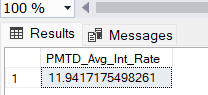 100 %
Results Messages
PMTD_Avg_Int_Rate
1 11.9417175498261